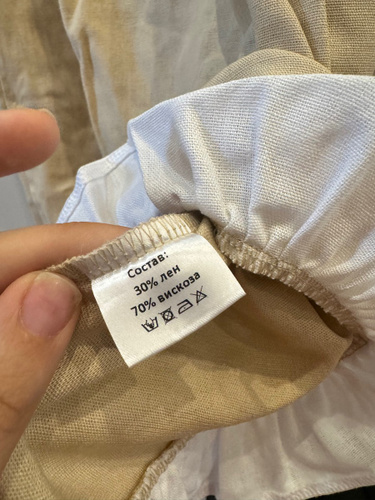 Состав:
30% лен
70% вискоза